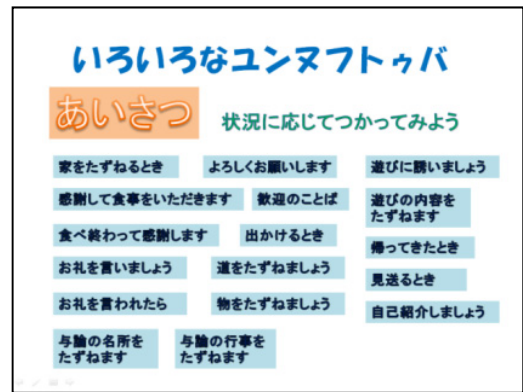 いろいろなユンヌフトゥバ
あいさつ
状況に応じてつかってみよう
家をたずねるとき
よろしくお願いします
遊びに誘いましょう
感謝して食事をいただきます
歓迎のことば
遊びの内容を
たずねます
食べ終わって感謝します
出かけるとき
帰ってきたとき
お礼を言いましょう
道をたずねましょう
見送るとき
お礼を言われたら
物をたずねましょう
自己紹介しましょう
与論の名所を
たずねます
与論の行事を
たずねます